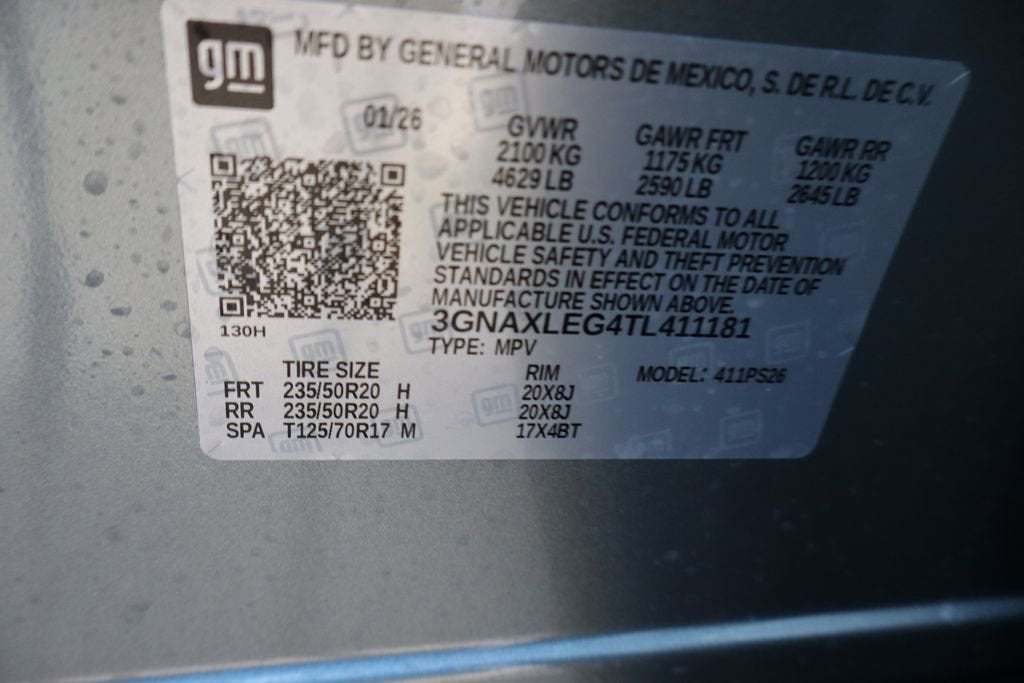 gm
MFD BY GENERAL MOTORS DE MEXICO, S. DE R.L. DE C.V.
01/26 GVWR GAWR FRT GAWR RR
2100 KG 1175 KG 1200 KG
4629 LB 2590 LB 2645 LB
THIS VEHICLE CONFORMS TO ALL
APPLICABLE U.S. FEDERAL MOTOR
VEHICLE SAFETY AND THEFT PREVENTION
STANDARDS IN EFFECT ON THE DATE OF
MANUFACTURE SHOWN ABOVE.
130H 3GNAXLEG4TL411181
TYPE: MPV
TIRE SIZE RIM MODEL: 411PS26
FRT 235/50R20 H 20X8J
RR 235/50R20 H 20X8J
SPA T125/70R17 M 17X4BT